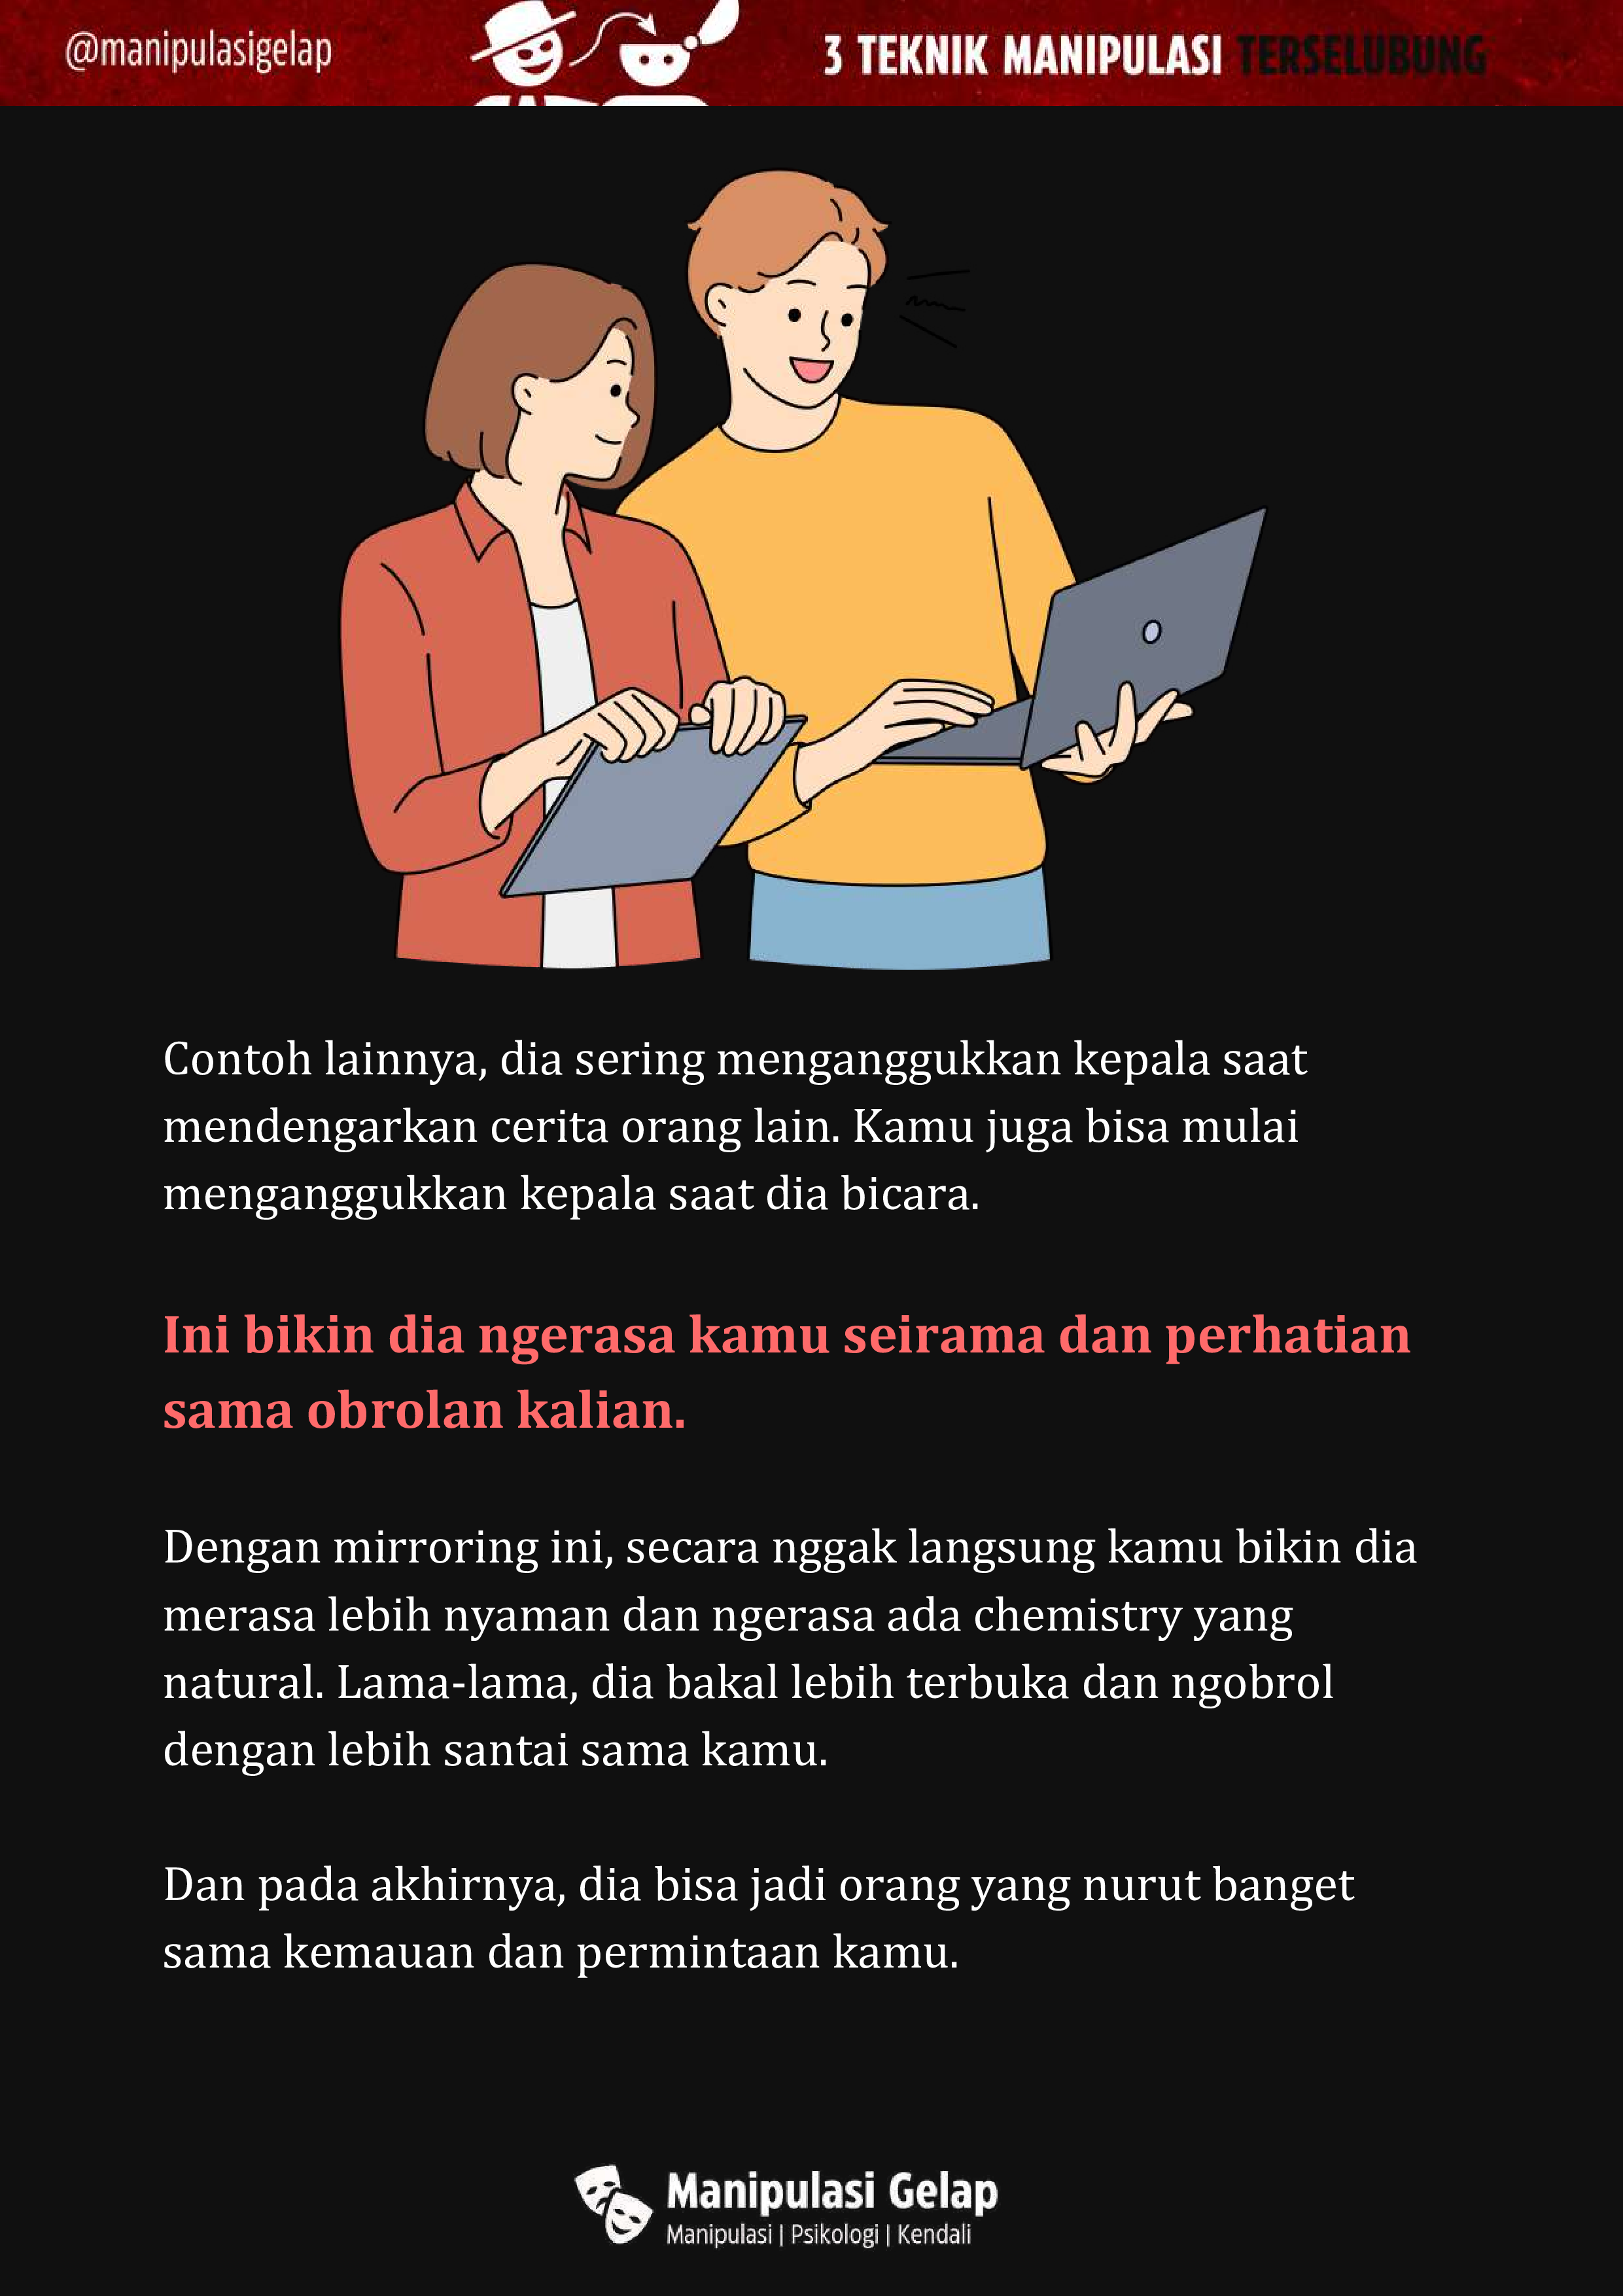 @manipulasigelap
3 TEKNIK MANIPULASI TERSELUBUNG
Contoh lainnya, dia sering menganggukkan kepala saat
mendengarkan cerita orang lain. Kamu juga bisa mulai
menganggukkan kepala saat dia bicara.
Ini bikin dia ngerasa kamu seirama dan perhatian
sama obrolan kalian.
Dengan mirroring ini, secara nggak langsung kamu bikin dia
merasa lebih nyaman dan ngerasa ada chemistry yang
natural. Lama-lama, dia bakal lebih terbuka dan ngobrol
dengan lebih santai sama kamu.
Dan pada akhirnya, dia bisa jadi orang yang nurut banget
sama kemauan dan permintaan kamu.
Manipulasi Gelap
Manipulasi | Psikologi | Kendali